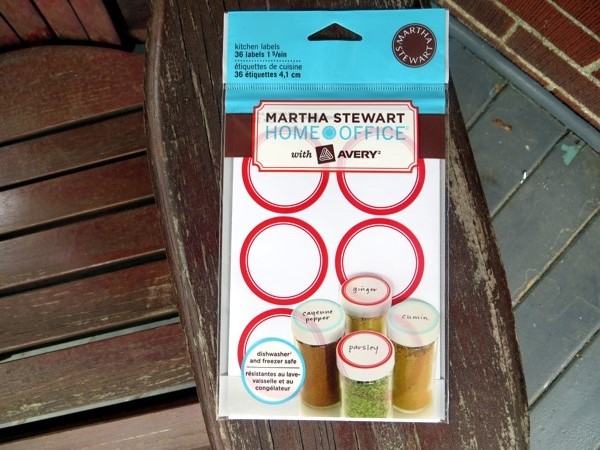 kitchen labels
36 labels 1 5/8in
étiquettes de cuisine
36 étiquettes 4,1 cm
MARTHA
STEWART
MARTHA STEWART
HOME OFFICE
with AVERY
ginger
cayenne
pepper
cumin
parsley
dishwasher
and freezer safe
résistantes au lave-
vaisselle et au
congélateur